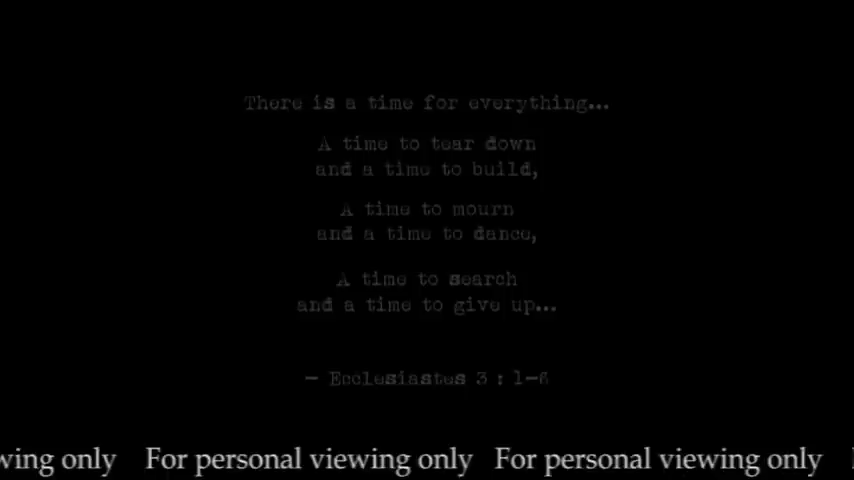 There is a time for everything...
A time to tear down
and a time to build,
A time to mourn
and a time to dance,
A time to search
and a time to give up...
— Ecclesiastes 3 : 1-6
wing only For personal viewing only For personal viewing only